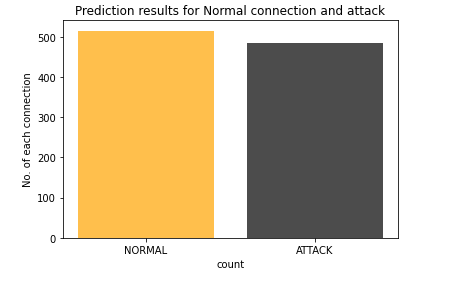 Prediction results for Normal connection and attack
500
400
300
200
100
0
No. of each connection
NORMAL ATTACK
count